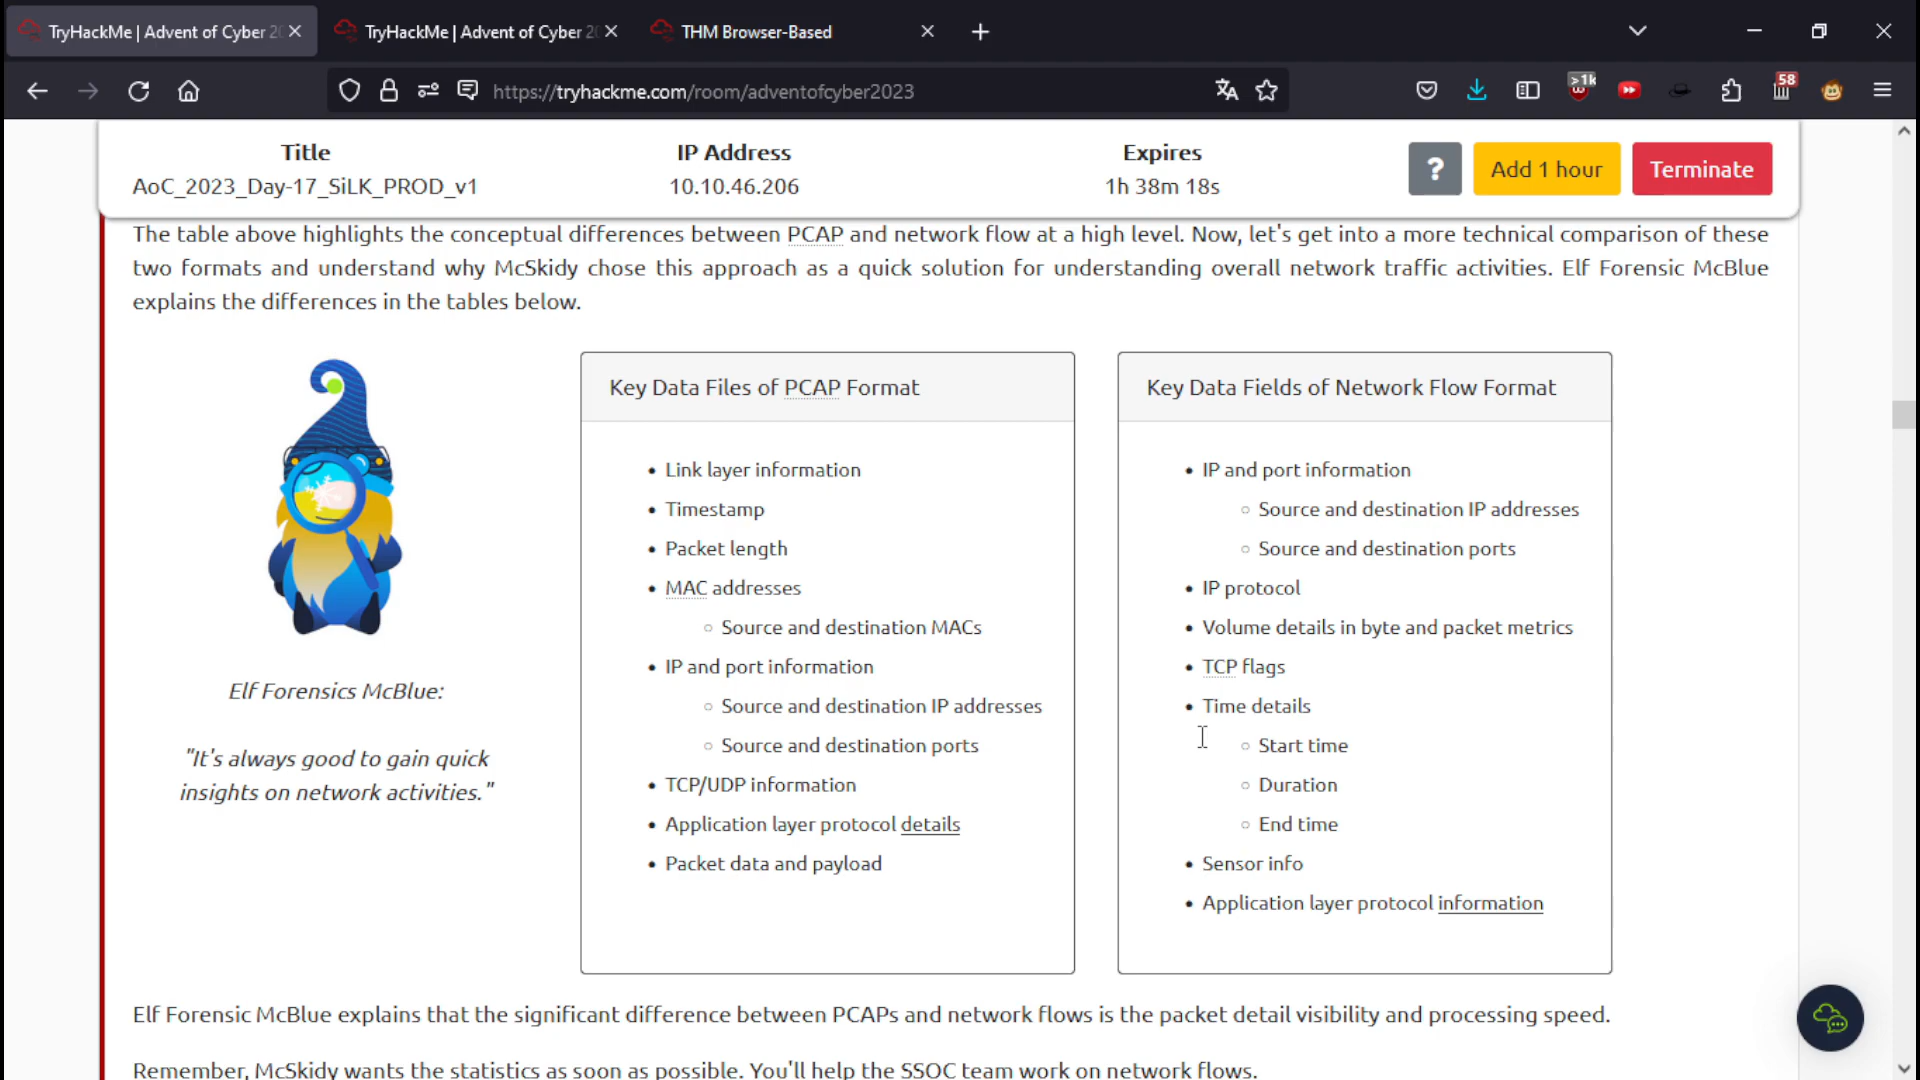 TryHackMe | Advent of Cyber 2
TryHackMe | Advent of Cyber 20
THM Browser-Based
https://tryhackme.com/room/adventofcyber2023
>1k
58
Title
IP Address
Expires
AoC_2023_Day-17_SiLK_PROD_v1
10.10.46.206
1h 38m 18s
?
Add 1 hour
Terminate
The table above highlights the conceptual differences between PCAP and network flow at a high level. Now, let's get into a more technical comparison of these
two formats and understand why McSkidy chose this approach as a quick solution for understanding overall network traffic activities. Elf Forensic McBlue
explains the differences in the tables below.
Elf Forensics McBlue:
"It's always good to gain quick
insights on network activities."
Key Data Files of PCAP Format
• Link layer information
• Timestamp
• Packet length
• MAC addresses
○ Source and destination MACs
• IP and port information
○ Source and destination IP addresses
○ Source and destination ports
• TCP/UDP information
• Application layer protocol details
• Packet data and payload
Key Data Fields of Network Flow Format
• IP and port information
○ Source and destination IP addresses
○ Source and destination ports
• IP protocol
• Volume details in byte and packet metrics
• TCP flags
• Time details
○ Start time
○ Duration
○ End time
• Sensor info
• Application layer protocol information
Elf Forensic McBlue explains that the significant difference between PCAPs and network flows is the packet detail visibility and processing speed.
Remember, McSkidy wants the statistics as soon as possible. You'll help the SSOC team work on network flows.